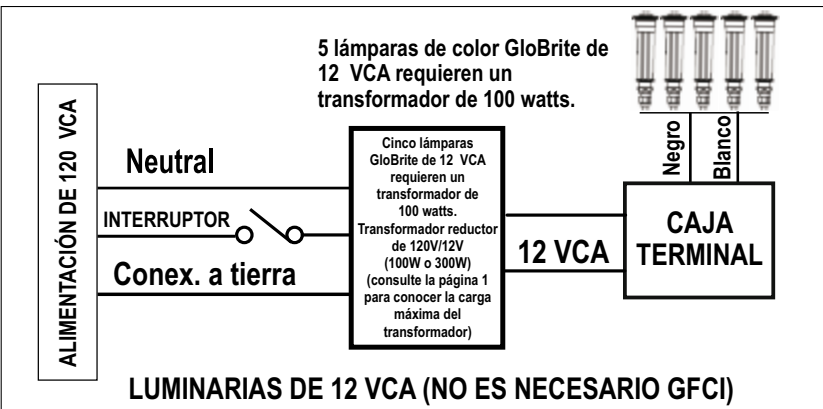 5 lámparas de color GloBrite de
12 VCA requieren un
transformador de 100 watts.
Negro
Blanco
ALIMENTACIÓN DE 120 VCA
Neutral
INTERRUPTOR
Conex. a tierra
Cinco lámparas
GloBrite de 12 VCA
requieren un
transformador de
100 watts.
Transformador reductor
de 120V/12V
(100W o 300W)
(consulte la página 1
para conocer la carga
máxima del
transformador)
12 VCA
CAJA
TERMINAL
LUMINARIAS DE 12 VCA (NO ES NECESARIO GFCI)